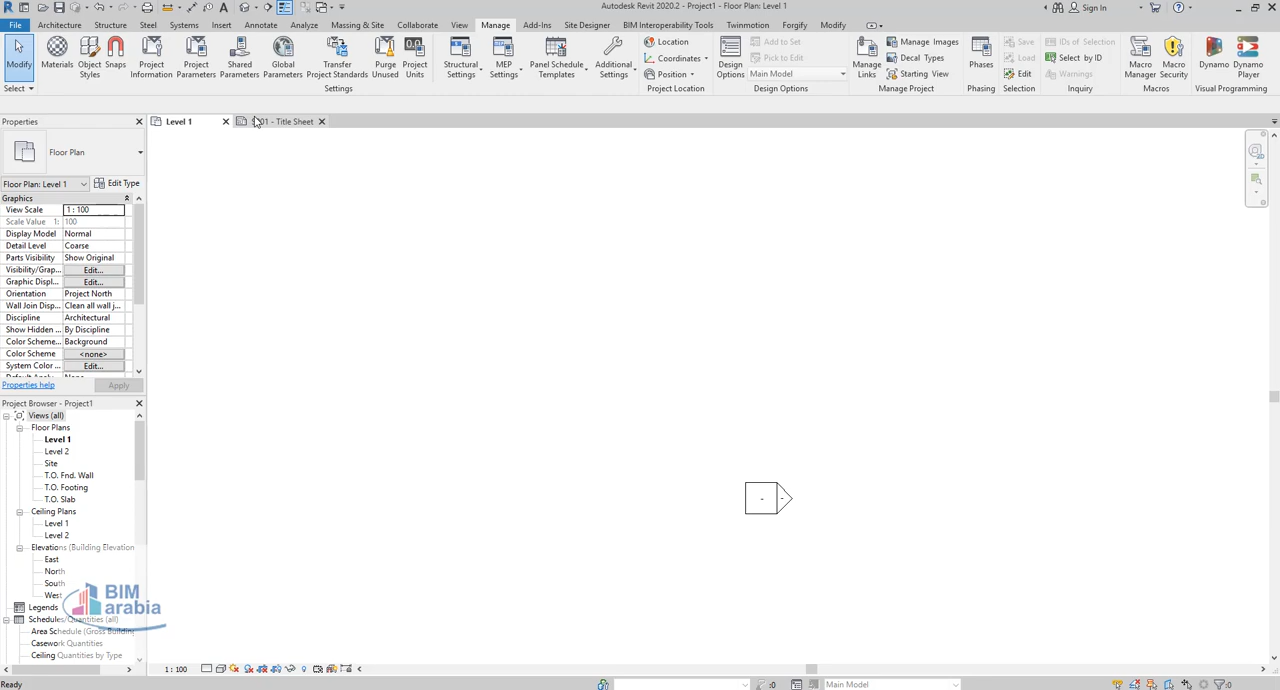 Autodesk Revit 2020.2 - Project1 - Floor Plan: Level 1
Sign In
File Architecture Structure Steel Systems Insert Annotate Analyze Massing & Site Collaborate View Manage Add-Ins Site Designer BIM Interoperability Tools Twinmotion Forgify Modify
Modify
Materials
Object Styles
Snaps
Project Information
Project Parameters
Shared Parameters
Global Parameters
Transfer Project Standards
Purge Unused
Project Units
Structural Settings
MEP Settings
Panel Schedule Templates
Additional Settings
Location
Coordinates
Position
Design Options
Add to Set
Pick to Edit
Main Model
Manage Links
Manage Images
Decal Types
Starting View
Phases
Save
Load
Edit
IDs of Selection
Select by ID
Warnings
Macro Manager
Macro Security
Dynamo
Dynamo Player
Select
Settings
Project Location
Design Options
Manage Project
Phasing
Selection
Inquiry
Macros
Visual Programming
Properties
Level 1
01 - Title Sheet
Floor Plan
Floor Plan: Level 1
Edit Type
Graphics
View Scale 1 : 100
Scale Value 1: 100
Display Model Normal
Detail Level Coarse
Parts Visibility Show Original
Visibility/Grap... Edit...
Graphic Displ... Edit...
Orientation Project North
Wall Join Disp... Clean all wall j...
Discipline Architectural
Show Hidden ... By Discipline
Color Scheme... Background
Color Scheme <none>
System Color ... Edit...
Properties help
Apply
Project Browser - Project1
Views (all)
Floor Plans
Level 1
Level 2
Site
T.O. Fnd. Wall
T.O. Footing
T.O. Slab
Ceiling Plans
Level 1
Level 2
Elevations (Building Elevation
East
North
South
Wes
Legends
Schedules/Quantities (all)
Area Schedule (Gross Building
Casework Quantities
Ceiling Quantities by Type
BIM
arabia
1 : 100
Ready
:0
Main Model
:0